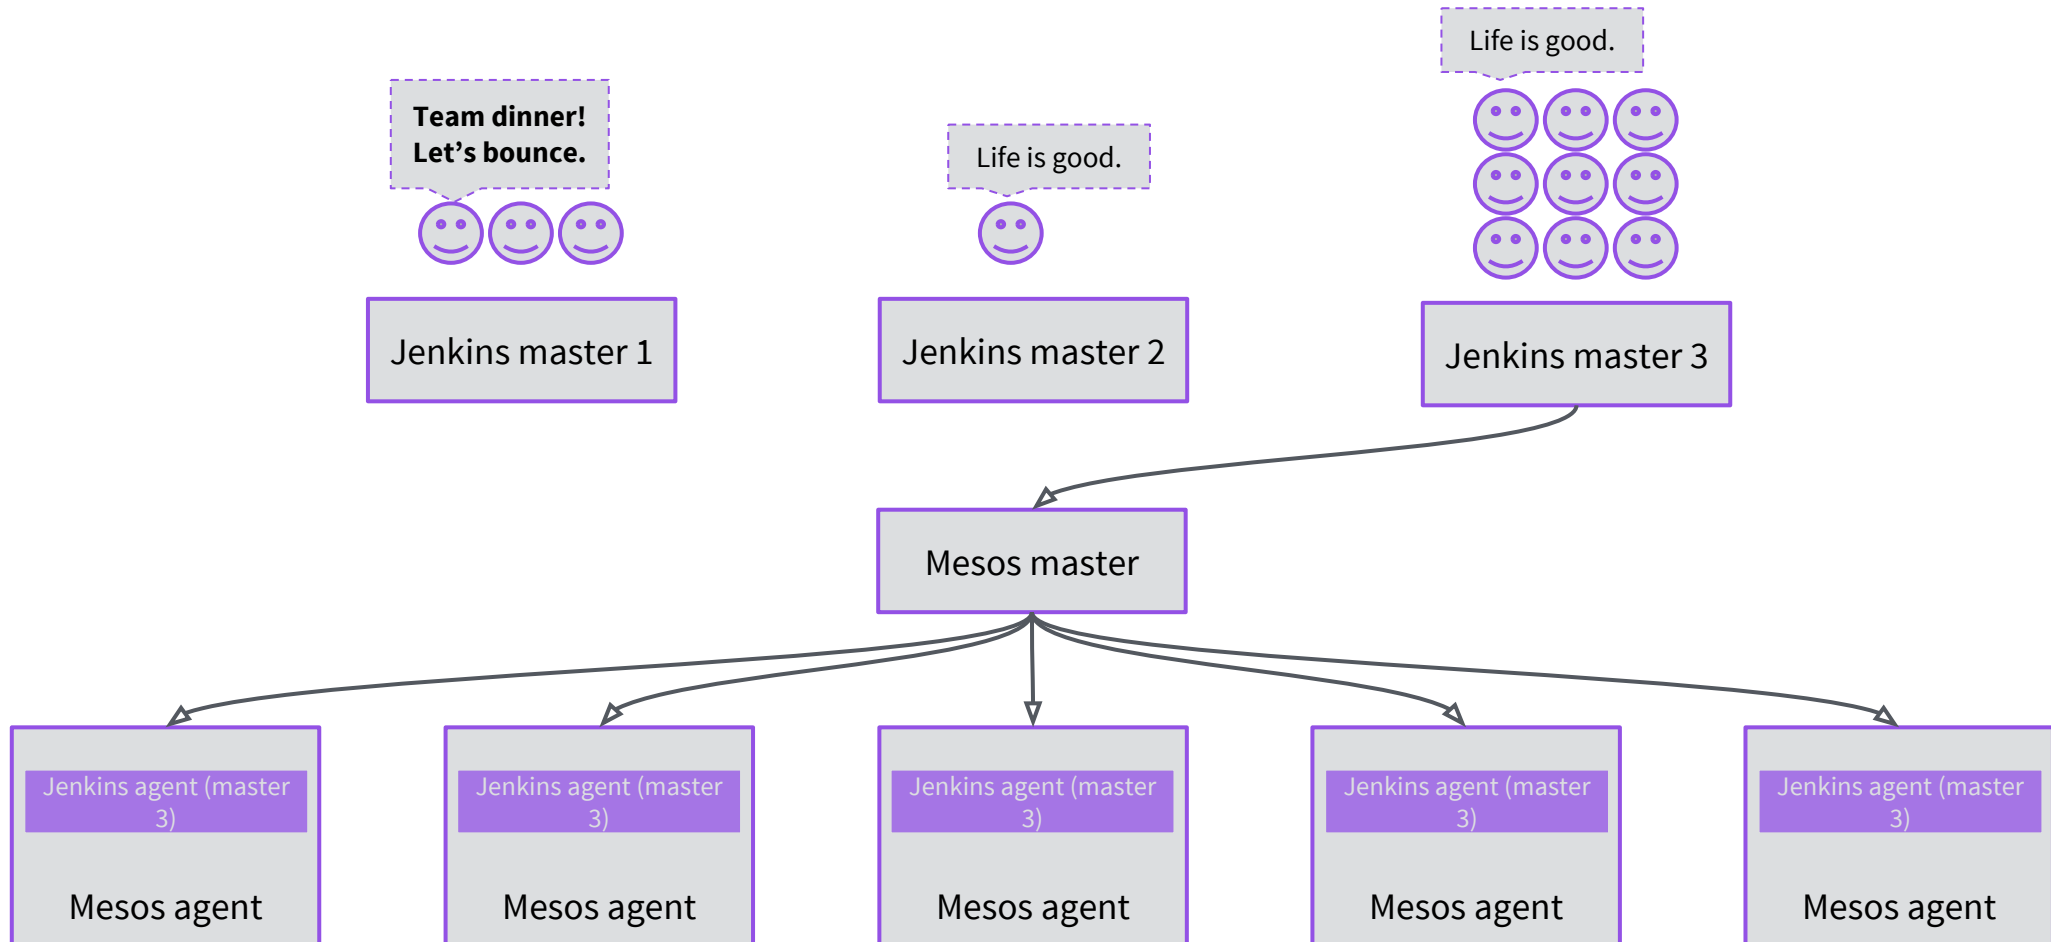 Life is good.
Team dinner!
Let’s bounce.
Life is good.
Jenkins master 1
Jenkins master 2
Jenkins master 3
Mesos master
Jenkins agent (master
3)
Jenkins agent (master
3)
Jenkins agent (master
3)
Jenkins agent (master
3)
Jenkins agent (master
3)
Mesos agent
Mesos agent
Mesos agent
Mesos agent
Mesos agent